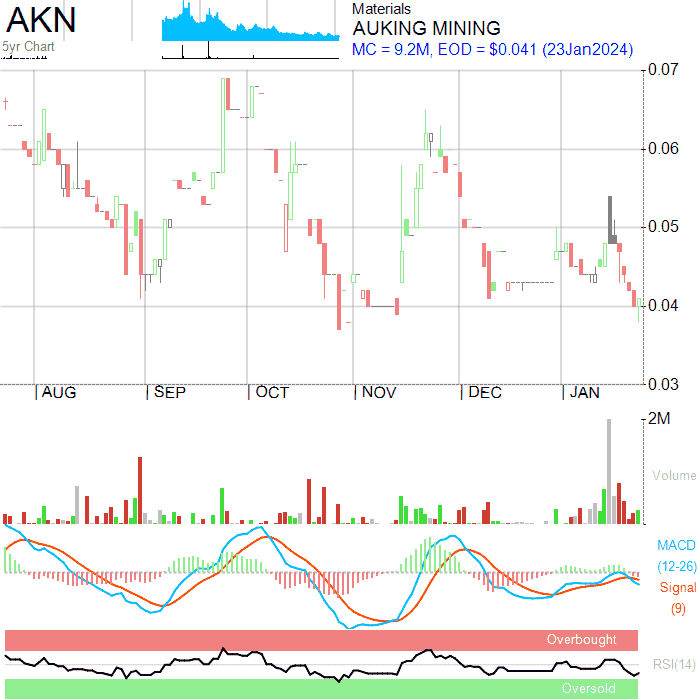 AKN
5yr Chart
Materials
AUKING MINING
MC = 9.2M, EOD = $0.041 (23Jan2024)
0.07
0.06
0.05
0.04
0.03
AUG SEP OCT NOV DEC JAN
2M
Volume
MACD
(12-26)
Signal
(9)
Overbought
RSI(14)
Oversold